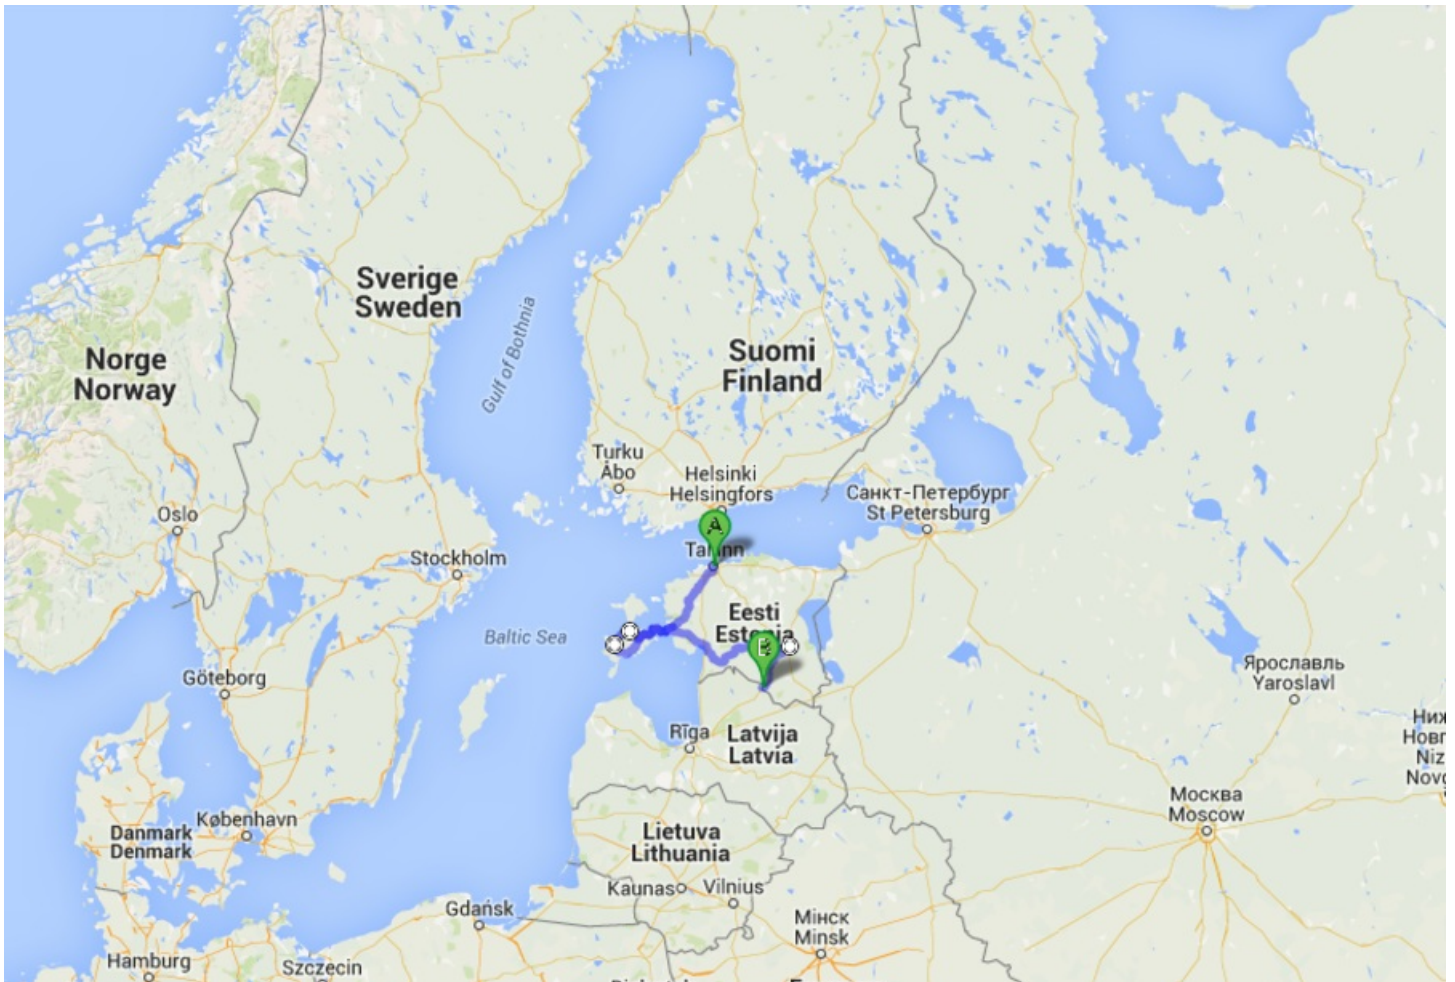 Sverige
Sweden
Norge
Norway
Gulf of Bothnia
Suomi
Finland
Turku
Åbo
Helsinki
Helsingfors
Санкт-Петербург
St Petersburg
Oslo
Stockholm
A
Eesti
Baltic Sea
Göteborg
Ярославль
Yaroslavl
Rīga
Latvija
Latvia
Москва
Moscow
København
Danmark
Denmark
Lietuva
Lithuania
Kaunas
Vilnius
Gdańsk
Мінск
Minsk
Hamburg
Szczecin